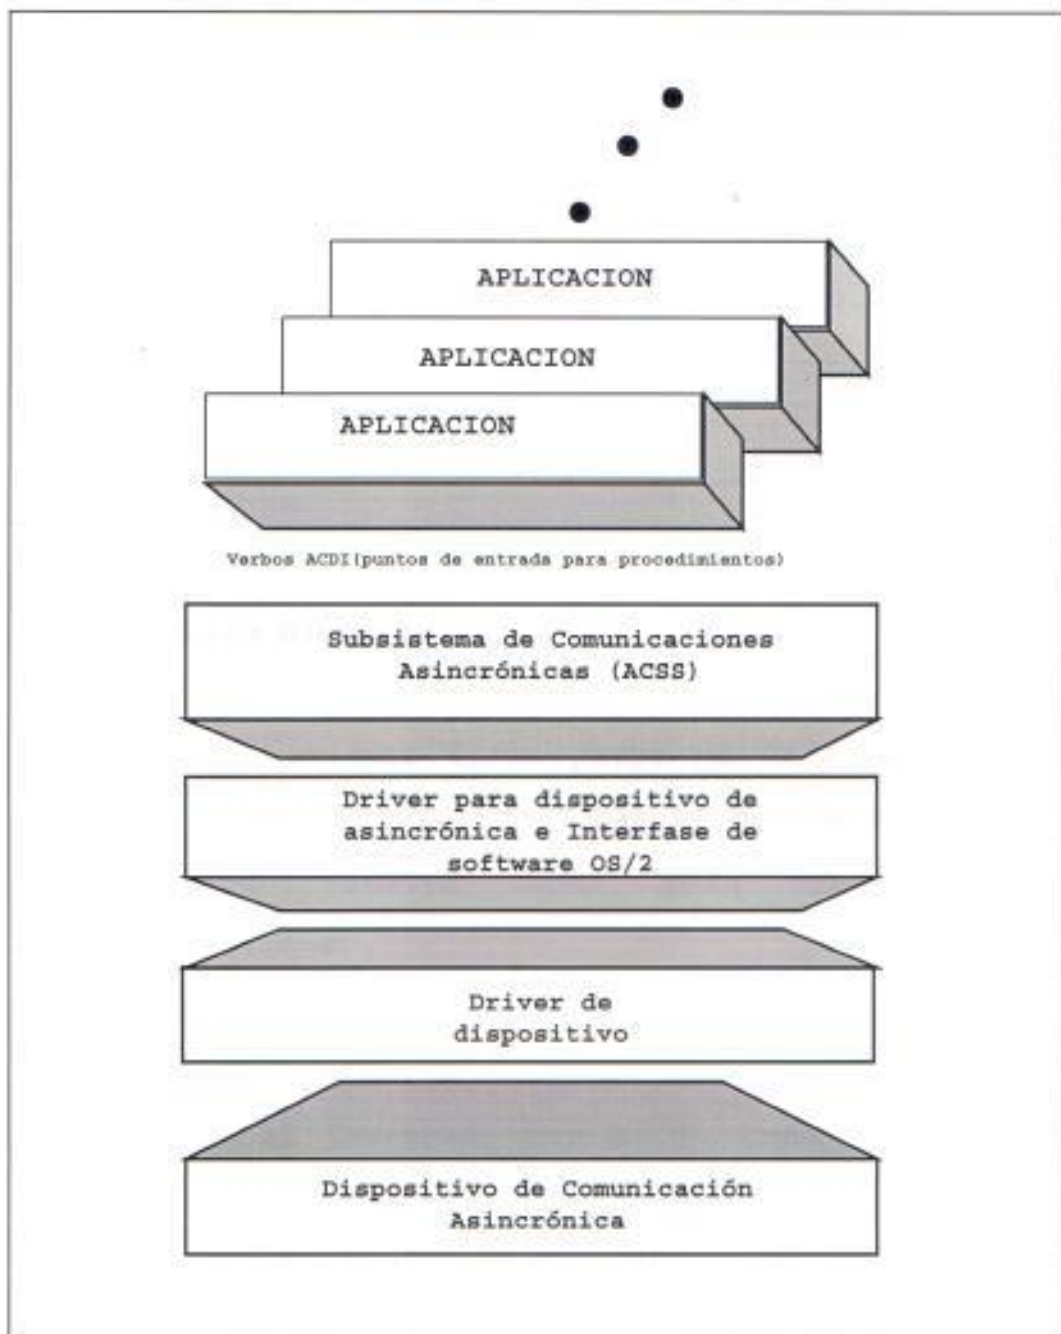 APLICACION
APLICACION
APLICACION
Verbos ACDI(puntos de entrada para procedimientos)
Subsistema de Comunicaciones
Asincrónicas (ACSS)
Driver para dispositivo de
asincrónica e Interfase de
software OS/2
Driver de
dispositivo
Dispositivo de Comunicación
Asincrónica